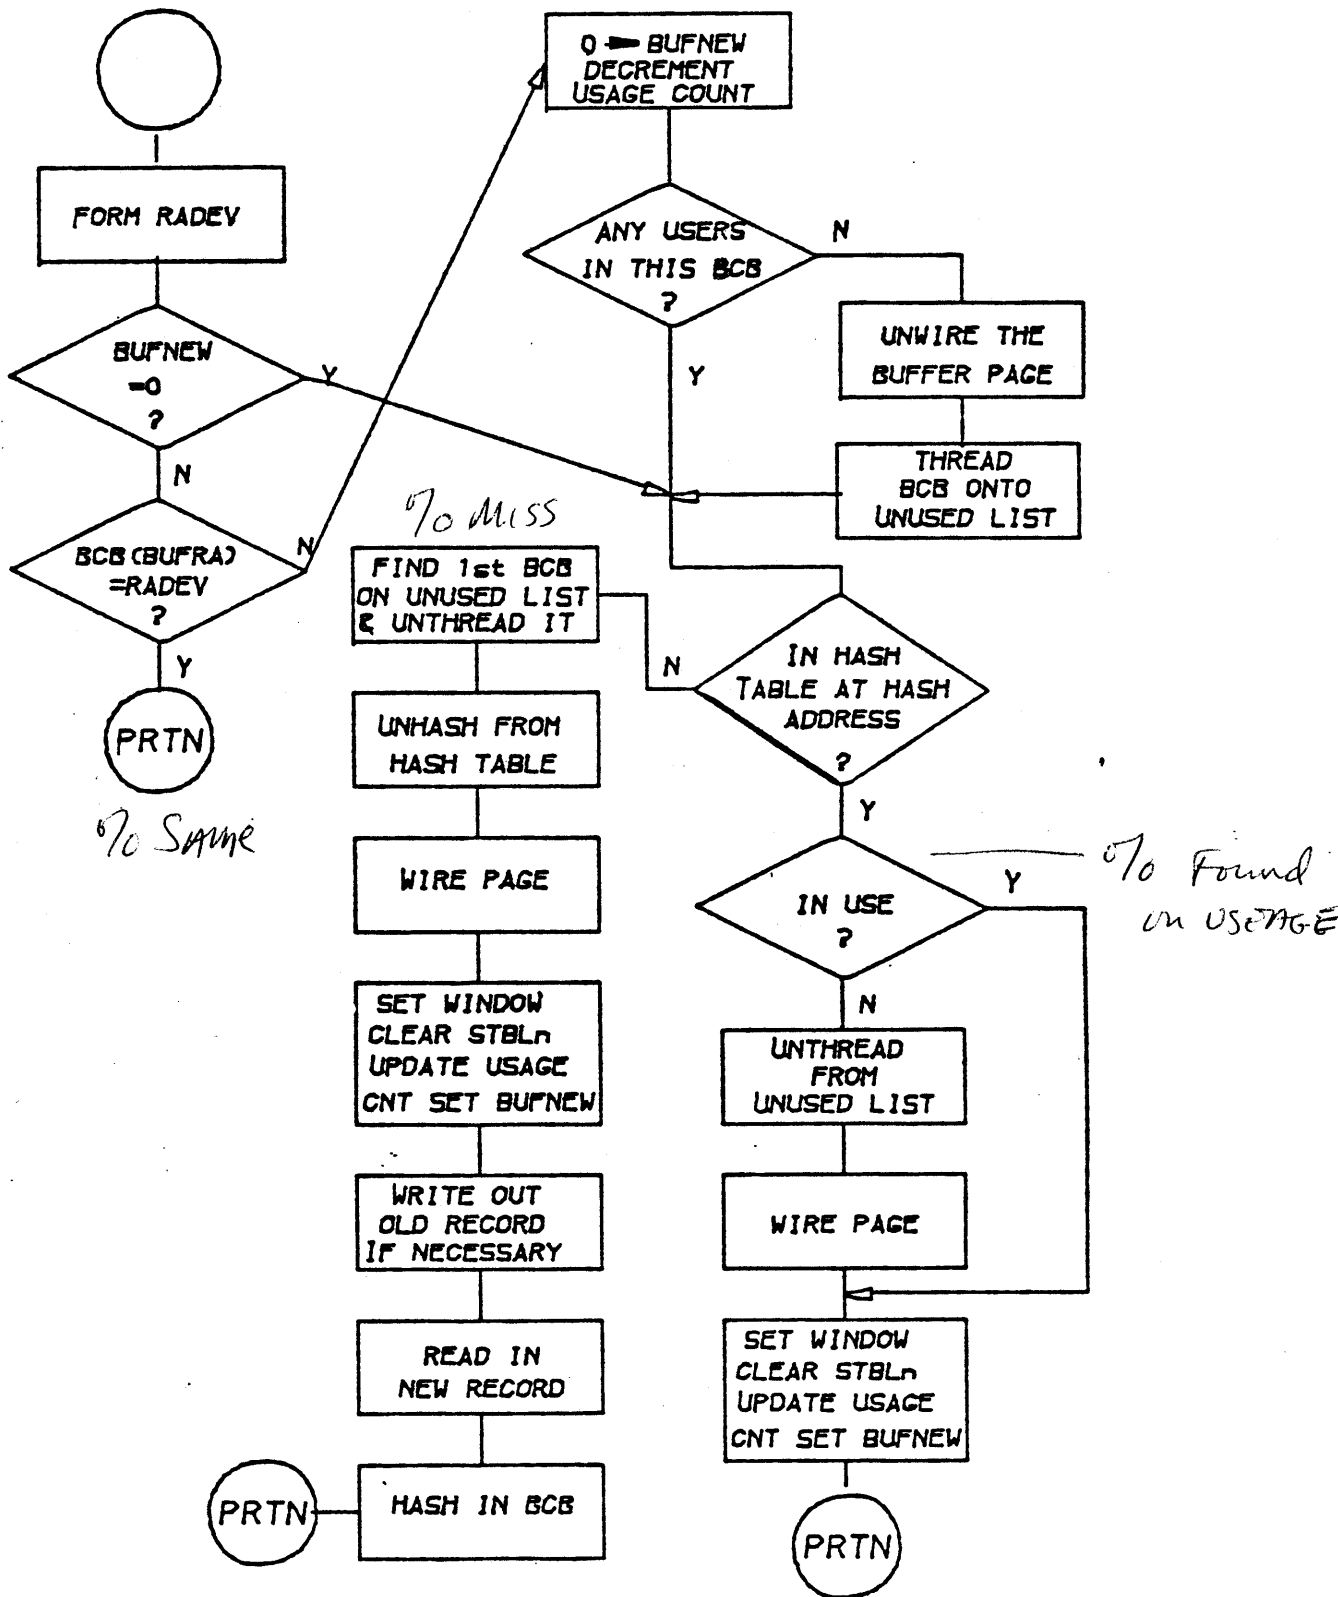 FORM RADEV
BUFNEW
=0
?
Y
N
BCB(BUFRA)
=RADEV
?
N
Y
PRTN
% SAME
0 BUFNEW
DECREMENT
USAGE COUNT
ANY USERS
IN THIS BCB
?
N
Y
UNWIRE THE
BUFFER PAGE
THREAD
BCB ONTO
UNUSED LIST
IN HASH
TABLE AT HASH
ADDRESS
?
N
Y
% MISS
FIND 1st BCB
ON UNUSED LIST
& UNTHREAD IT
UNHASH FROM
HASH TABLE
WIRE PAGE
SET WINDOW
CLEAR STBLn
UPDATE USAGE
CNT SET BUFNEW
WRITE OUT
OLD RECORD
IF NECESSARY
READ IN
NEW RECORD
HASH IN BCB
PRTN
IN USE
?
Y
N
% Found
on USEAGE
UNTHREAD
FROM
UNUSED LIST
WIRE PAGE
SET WINDOW
CLEAR STBLn
UPDATE USAGE
CNT SET BUFNEW
PRTN